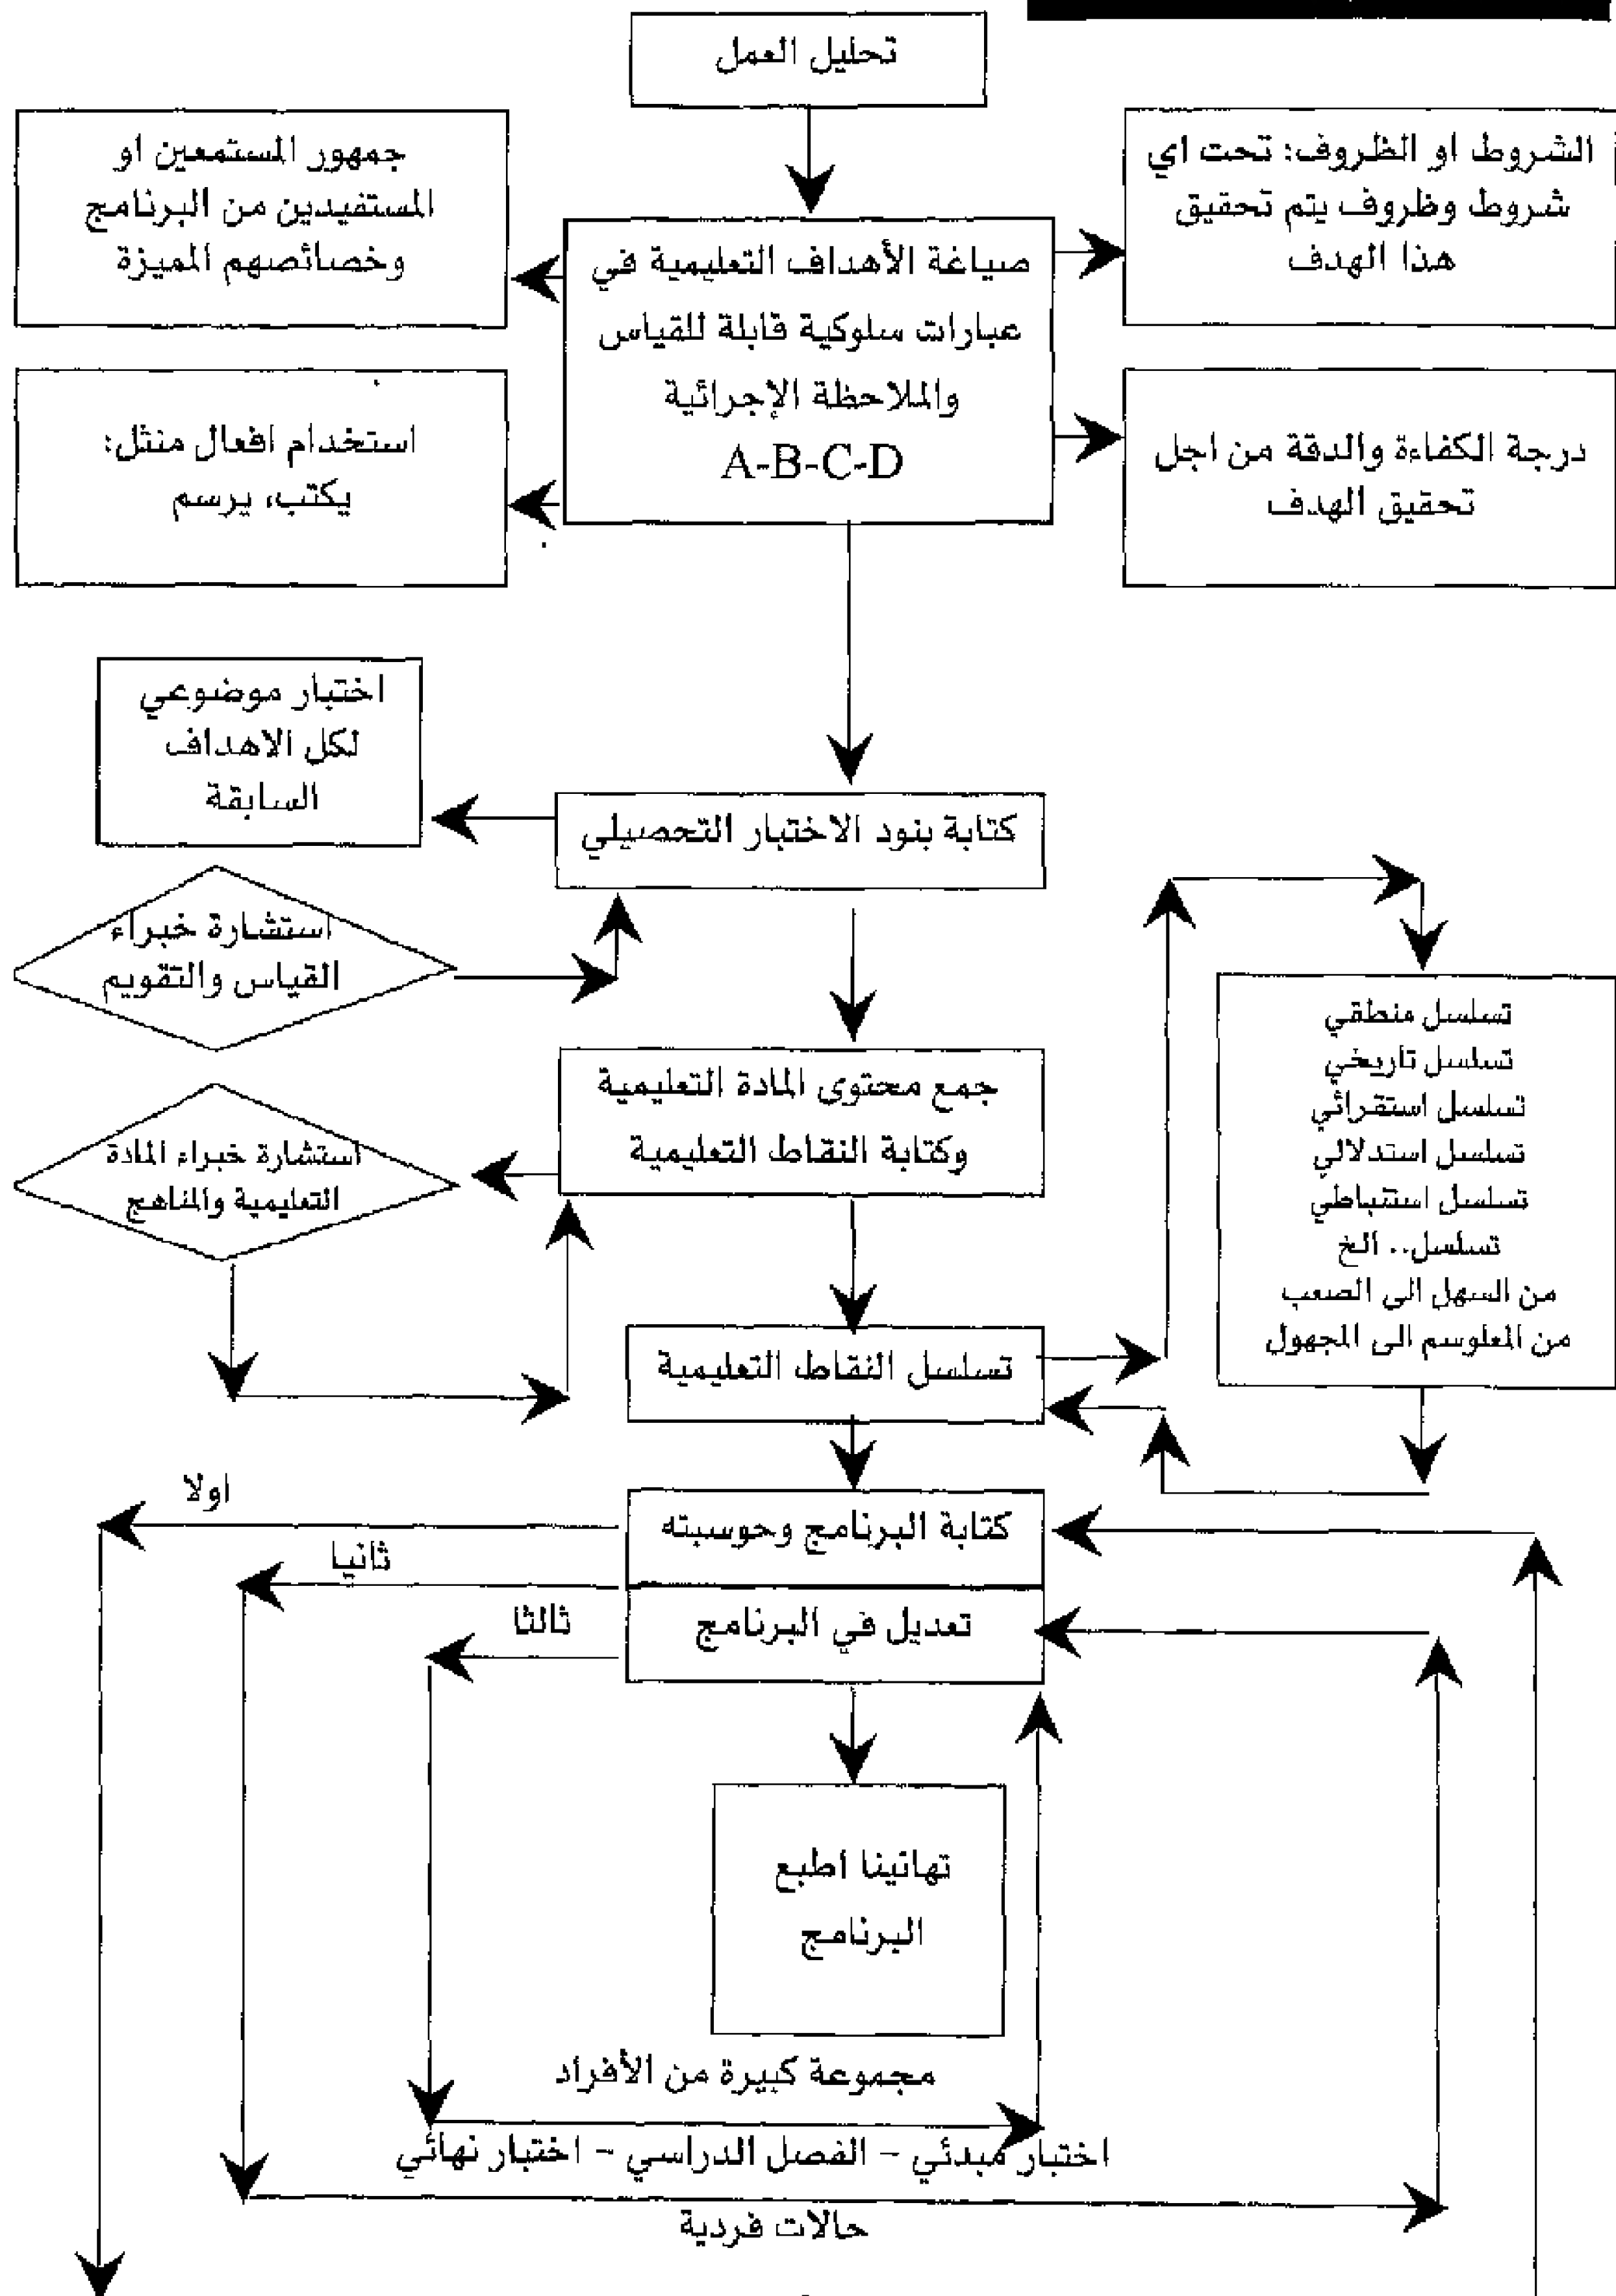 تحليل العمل
الشروط او الظروف: تحت اي
شروط وظروف يتم تحقيق
هذا الهدف
جمهور المستمعين او
المستفيدين من البرنامج
وخصائصهم المميزة
صياغة الأهداف التعليمية في
عبارات سلوكية قابلة للقياس
والملاحظة الإجرائية
A-B-C-D
درجة الكفاءة والدقة من اجل
تحقيق الهدف
استخدام افعال منثل:
يكتب، يرسم
اختبار موضوعي
لكل الاهداف
السابقة
كتابة بنود الاختبار التحصيلي
استشارة خبراء
القياس والتقويم
تسلسل منطقي
تسلسل تاريخي
تسلسل استقرائي
تسلسل استدلالي
تسلسل استنباطي
تسلسل.. الخ
من السهل الى الصعب
من المعلوسم الى المجهول
جمع محتوى المادة التعليمية
وكتابة النقاط التعليمية
استشارة خبراء المادة
التعليمية والمناهج
تسلسل النقاط التعليمية
اولا
كتابة البرنامج وحوسبته
ثانيا
تعديل في البرنامج
ثالثا
تهانينا اطبع
البرنامج
مجموعة كبيرة من الأفراد
اختبار مبدئي - الفصل الدراسي - اختبار نهائي
حالات فردية